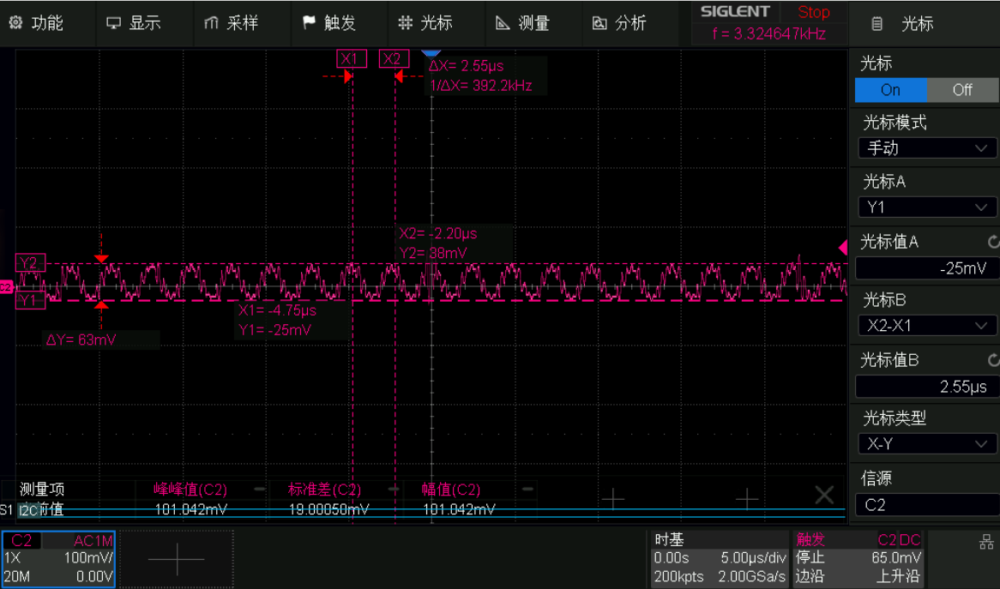 功能 显示 采样 触发 光标 测量 分析 SIGLENT Stop 光标
f = 3.324647kHz
X1 X2 ΔX= 2.55µs
1/ΔX= 392.2kHz
光标
On Off
光标模式
手动
光标A
Y1
光标值A
-25mV
光标B
X2-X1
光标值B
2.55µs
光标类型
X-Y
信源
C2
X2= -2.20µs
Y2= 38mV
Y2
C2
Y1
X1= -4.75µs
Y1= -25mV
ΔY= 63mV
测量项 峰峰值(C2) 标准差(C2) 幅值(C2)
101.042mV 19.00050mV 101.042mV
S1 I2C 前值
C2 AC1M
1X 100mV/
20M 0.00V
时基
0.00s 5.00µs/div
200kpts 2.00GSa/s
触发 C2 DC
停止 65.0mV
边沿 上升沿